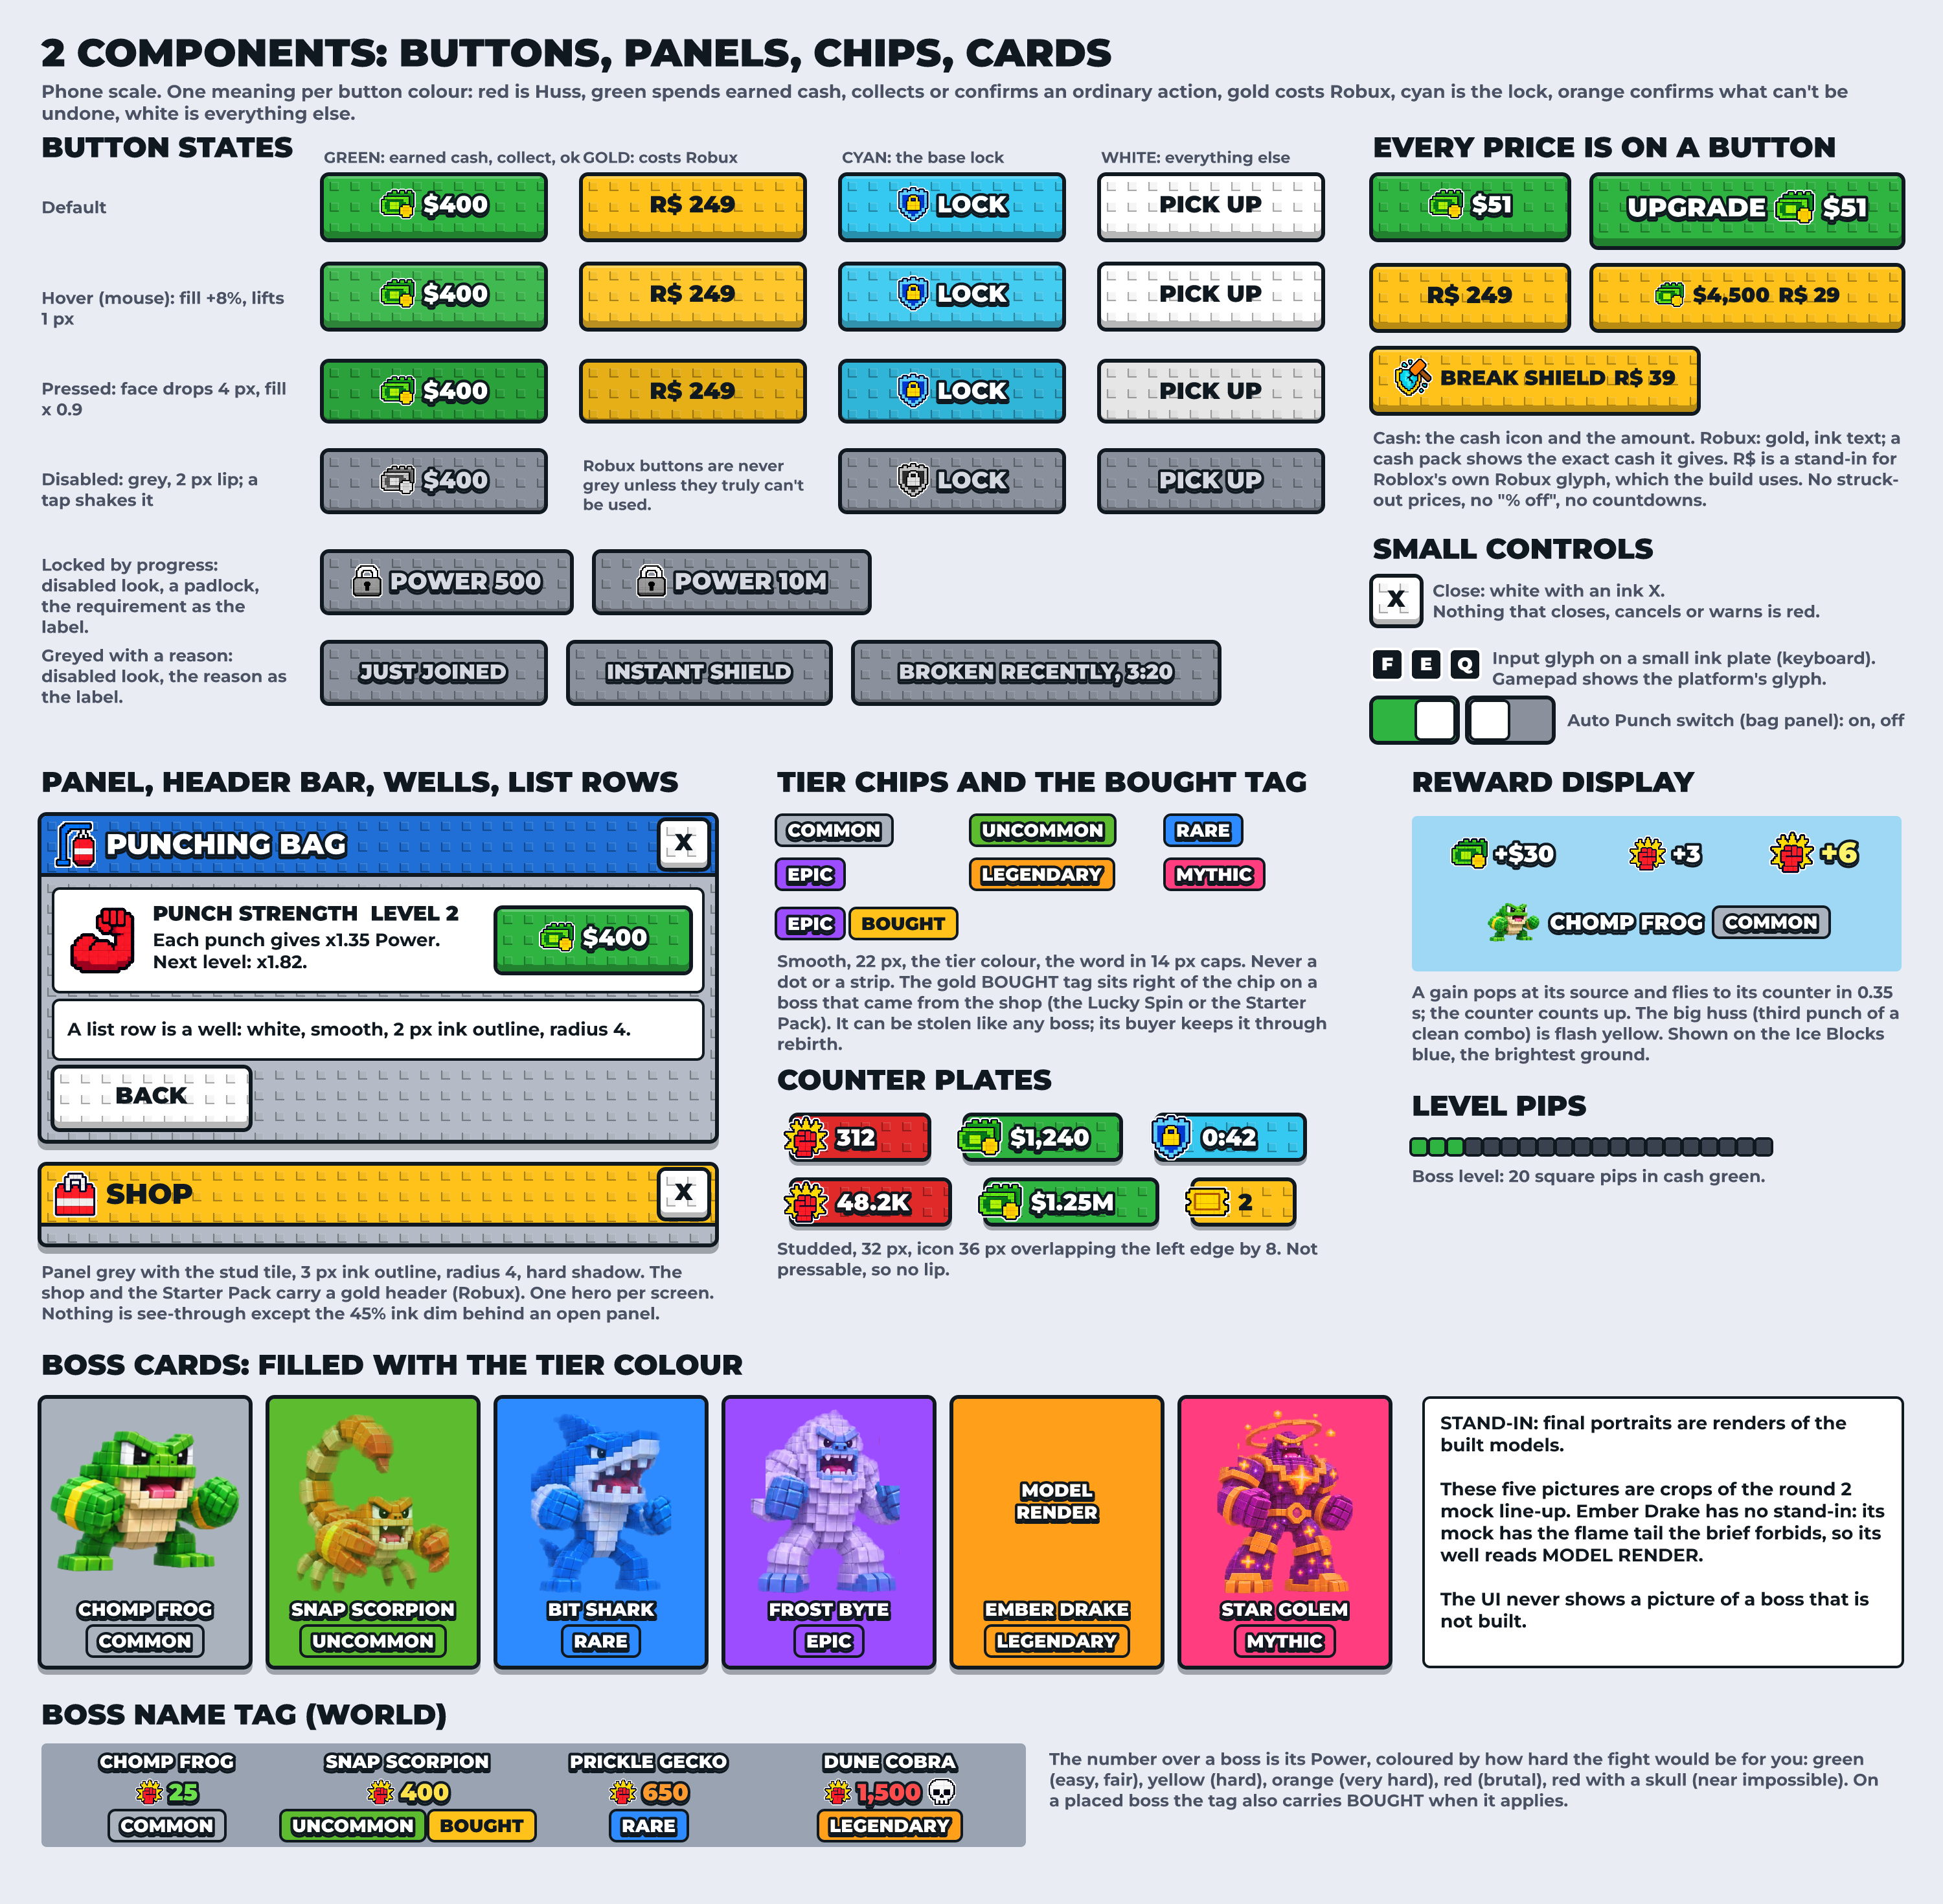 2 COMPONENTS: BUTTONS, PANELS, CHIPS, CARDS
Phone scale. One meaning per button colour: red is Huss, green spends earned cash, collects or confirms an ordinary action, gold costs Robux, cyan is the lock, orange confirms what can't be
undone, white is everything else.
BUTTON STATES
GREEN: earned cash, collect, ok
GOLD: costs Robux
CYAN: the base lock
WHITE: everything else
Default
$400
R$ 249
LOCK
PICK UP
Hover (mouse): fill +8%, lifts
1 px
$400
R$ 249
LOCK
PICK UP
Pressed: face drops 4 px, fill
x 0.9
$400
R$ 249
LOCK
PICK UP
Disabled: grey, 2 px lip; a
tap shakes it
$400
Robux buttons are never
grey unless they truly can't
be used.
LOCK
PICK UP
Locked by progress:
disabled look, a padlock,
the requirement as the
label.
POWER 500
POWER 10M
Greyed with a reason:
disabled look, the reason as
the label.
JUST JOINED
INSTANT SHIELD
BROKEN RECENTLY, 3:20
EVERY PRICE IS ON A BUTTON
$51
UPGRADE $51
R$ 249
$4,500 R$ 29
BREAK SHIELD R$ 39
Cash: the cash icon and the amount. Robux: gold, ink text; a
cash pack shows the exact cash it gives. R$ is a stand-in for
Roblox's own Robux glyph, which the build uses. No struck-
out prices, no "% off", no countdowns.
SMALL CONTROLS
X
Close: white with an ink X.
Nothing that closes, cancels or warns is red.
F E Q
Input glyph on a small ink plate (keyboard).
Gamepad shows the platform's glyph.
Auto Punch switch (bag panel): on, off
PANEL, HEADER BAR, WELLS, LIST ROWS
PUNCHING BAG
X
PUNCH STRENGTH LEVEL 2
Each punch gives x1.35 Power.
Next level: x1.82.
$400
A list row is a well: white, smooth, 2 px ink outline, radius 4.
BACK
SHOP
X
Panel grey with the stud tile, 3 px ink outline, radius 4, hard shadow. The
shop and the Starter Pack carry a gold header (Robux). One hero per screen.
Nothing is see-through except the 45% ink dim behind an open panel.
TIER CHIPS AND THE BOUGHT TAG
COMMON
UNCOMMON
RARE
EPIC
LEGENDARY
MYTHIC
EPIC
BOUGHT
Smooth, 22 px, the tier colour, the word in 14 px caps. Never a
dot or a strip. The gold BOUGHT tag sits right of the chip on a
boss that came from the shop (the Lucky Spin or the Starter
Pack). It can be stolen like any boss; its buyer keeps it through
rebirth.
COUNTER PLATES
312
$1,240
0:42
48.2K
$1.25M
2
Studded, 32 px, icon 36 px overlapping the left edge by 8. Not
pressable, so no lip.
REWARD DISPLAY
+$30
+3
+6
CHOMP FROG
COMMON
A gain pops at its source and flies to its counter in 0.35
s; the counter counts up. The big huss (third punch of a
clean combo) is flash yellow. Shown on the Ice Blocks
blue, the brightest ground.
LEVEL PIPS
Boss level: 20 square pips in cash green.
BOSS CARDS: FILLED WITH THE TIER COLOUR
CHOMP FROG
COMMON
SNAP SCORPION
UNCOMMON
BIT SHARK
RARE
FROST BYTE
EPIC
MODEL
RENDER
EMBER DRAKE
LEGENDARY
STAR GOLEM
MYTHIC
STAND-IN: final portraits are renders of the
built models.
These five pictures are crops of the round 2
mock line-up. Ember Drake has no stand-in: its
mock has the flame tail the brief forbids, so its
well reads MODEL RENDER.
The UI never shows a picture of a boss that is
not built.
BOSS NAME TAG (WORLD)
CHOMP FROG
25
COMMON
SNAP SCORPION
400
UNCOMMON
BOUGHT
PRICKLE GECKO
650
RARE
DUNE COBRA
1,500
LEGENDARY
The number over a boss is its Power, coloured by how hard the fight would be for you: green
(easy, fair), yellow (hard), orange (very hard), red (brutal), red with a skull (near impossible). On
a placed boss the tag also carries BOUGHT when it applies.